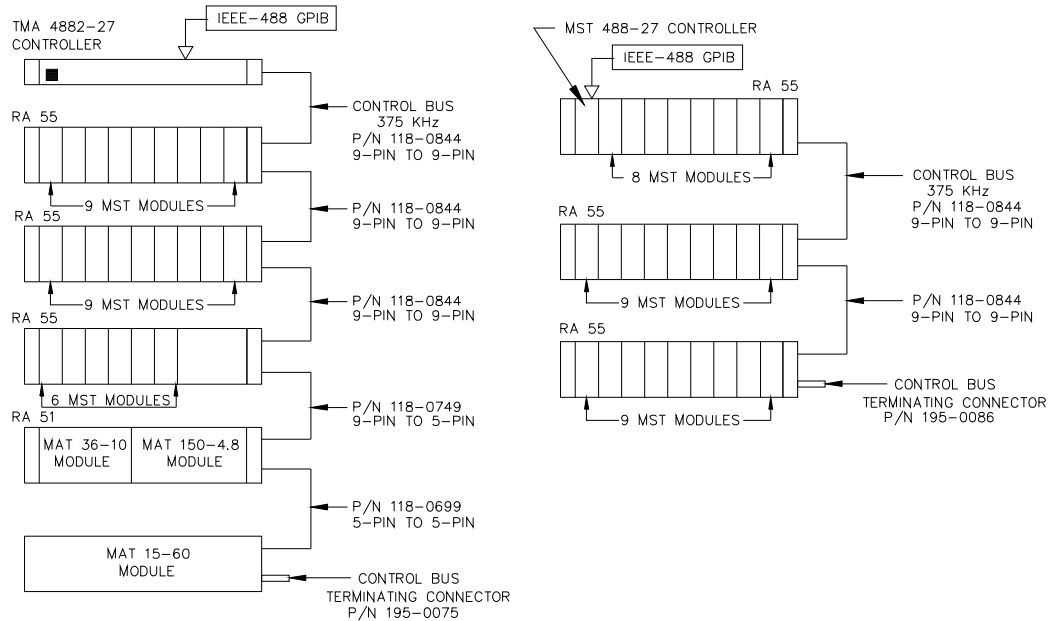 TMA 4882-27
CONTROLLER
IEEE-488 GPIB
CONTROL BUS
375 KHz
P/N 118-0844
9-PIN TO 9-PIN
RA 55
9 MST MODULES
P/N 118-0844
9-PIN TO 9-PIN
RA 55
9 MST MODULES
P/N 118-0844
9-PIN TO 9-PIN
RA 55
6 MST MODULES
P/N 118-0749
9-PIN TO 5-PIN
RA 51
MAT 36-10
MODULE
MAT 150-4.8
MODULE
P/N 118-0699
5-PIN TO 5-PIN
MAT 15-60
MODULE
CONTROL BUS
TERMINATING CONNECTOR
P/N 195-0075
MST 488-27 CONTROLLER
IEEE-488 GPIB
RA 55
8 MST MODULES
CONTROL BUS
375 KHz
P/N 118-0844
9-PIN TO 9-PIN
RA 55
9 MST MODULES
P/N 118-0844
9-PIN TO 9-PIN
RA 55
9 MST MODULES
CONTROL BUS
TERMINATING CONNECTOR
P/N 195-0086